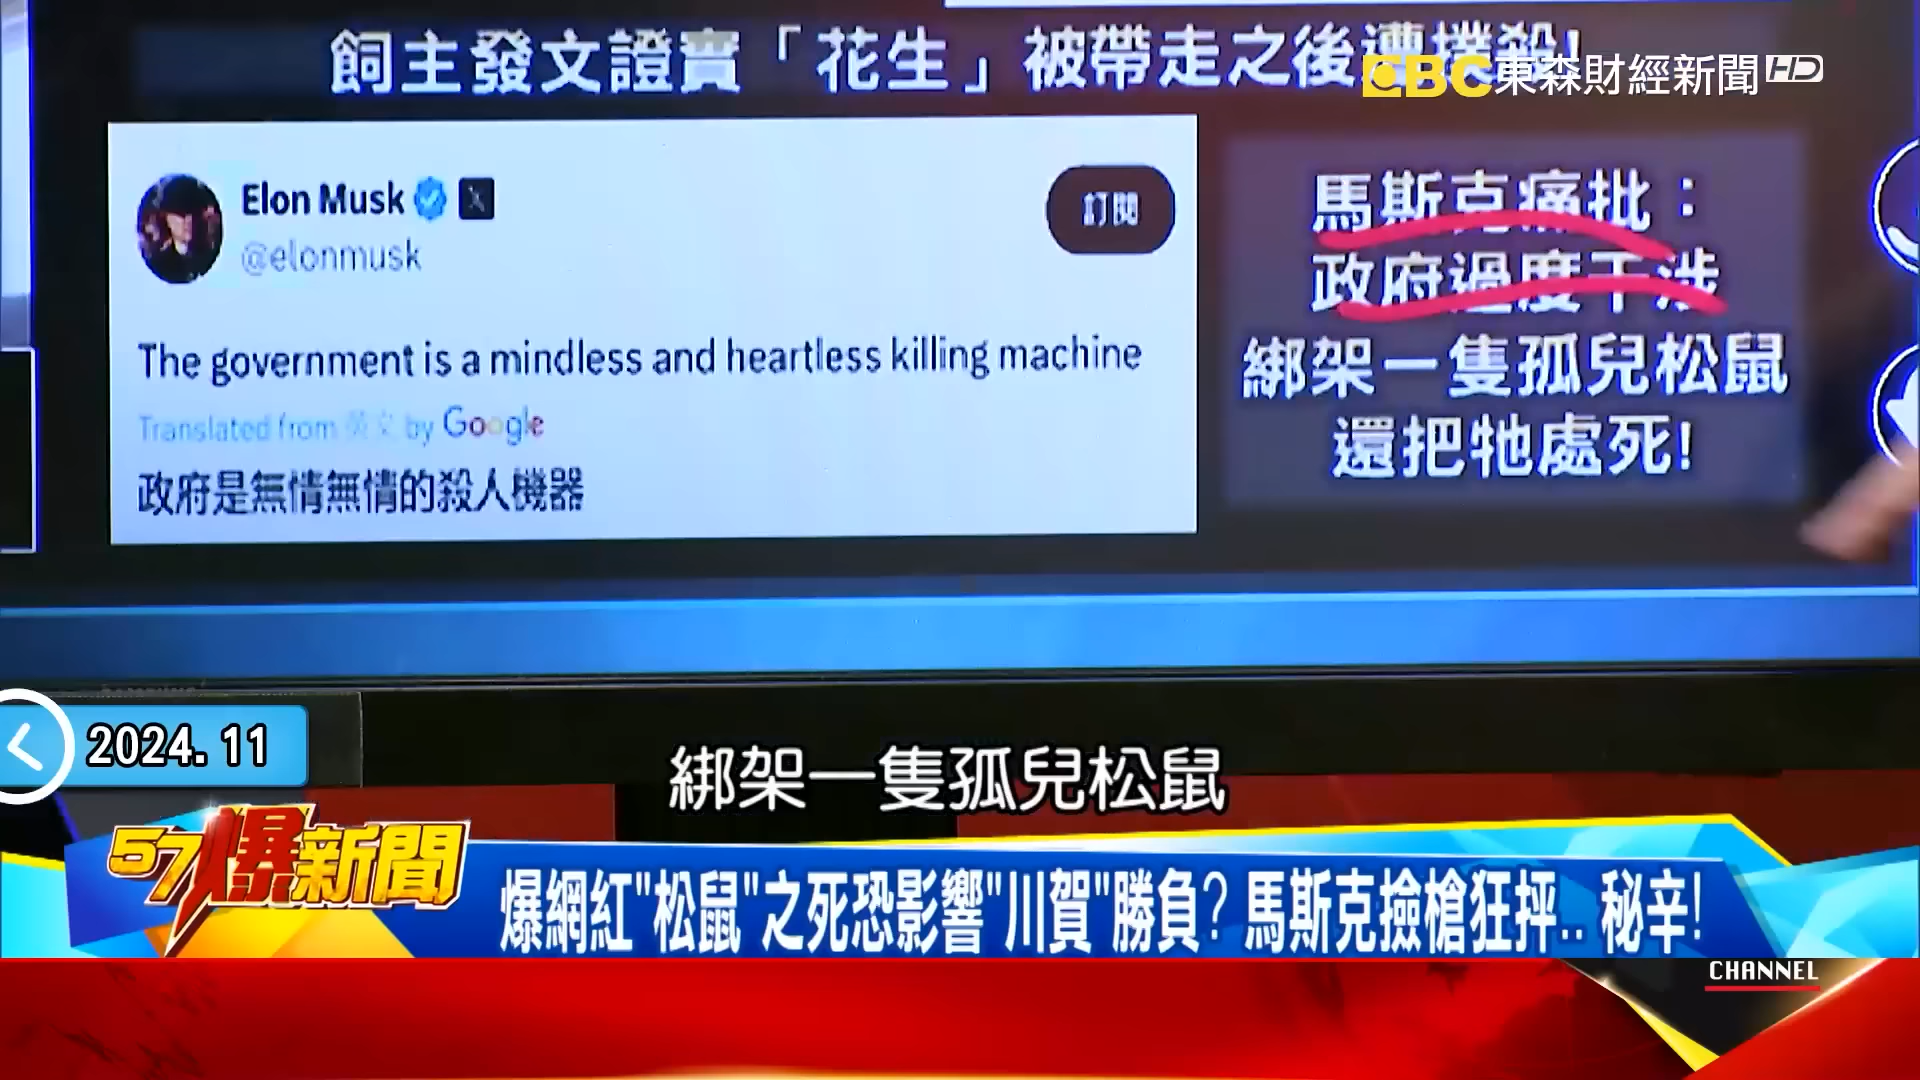 飼主發文證實「花生」被帶走之後遭撲殺!
EBC東森財經新聞HD
Elon Musk
@elonmusk
訂閱
The government is a mindless and heartless killing machine
Translated from 英文 by Google
政府是無情無情的殺人機器
馬斯克痛批：
政府過度干涉
綁架一隻孤兒松鼠
還把牠處死!
2024.11
綁架一隻孤兒松鼠
57爆新聞
爆網紅"松鼠"之死恐影響"川賀"勝負? 馬斯克撿槍狂抨.. 秘辛!
CHANNEL